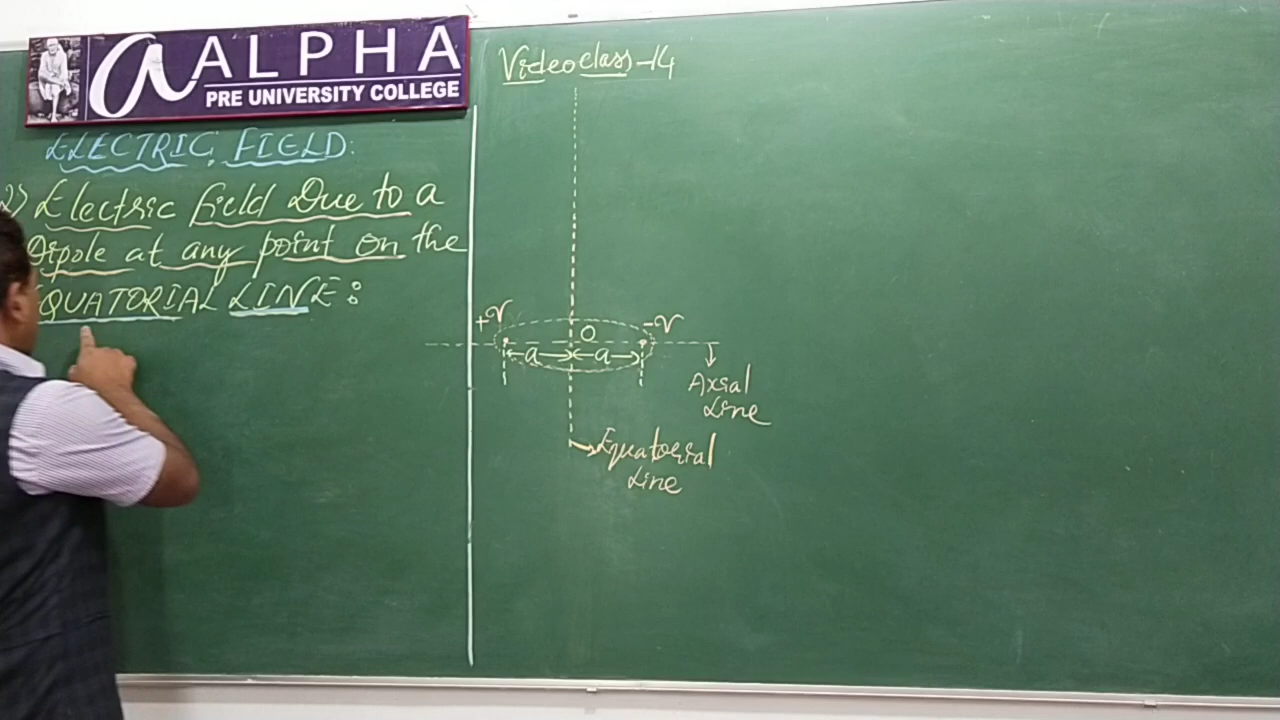 a ALPHA
PRE UNIVERSITY COLLEGE
ELECTRIC FIELD:
2) Electric field Due to a
Dipole at any point on the
EQUATORIAL LINE:
Videoclass-14
+q
-q
O
a
a
Axial
Line
Equatorial
Line